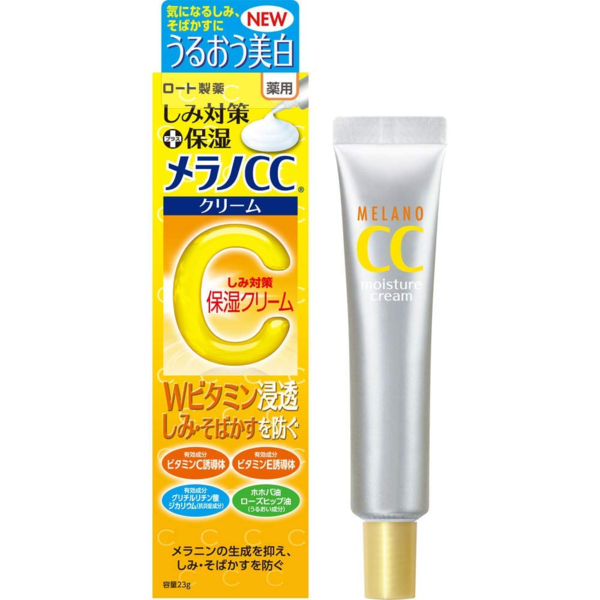 気になるしみ、
そばかすに
NEW
うるおう美白
ロート製薬
薬用
しみ対策
プラス保湿
メラノCC®
クリーム
C
しみ対策
保湿クリーム
Wビタミン浸透
しみ・そばかすを防ぐ
有効成分
ビタミンC誘導体
有効成分
ビタミンE誘導体
有効成分
グリチルリチン酸
ジカリウム(抗炎症成分)
ホホバ油
ローズヒップ油
(うるおい成分)
メラニンの生成を抑え、
しみ・そばかすを防ぐ
容量23g
MELANO
CC
moisture
cream